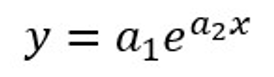 y = a₁e^{a₂x}